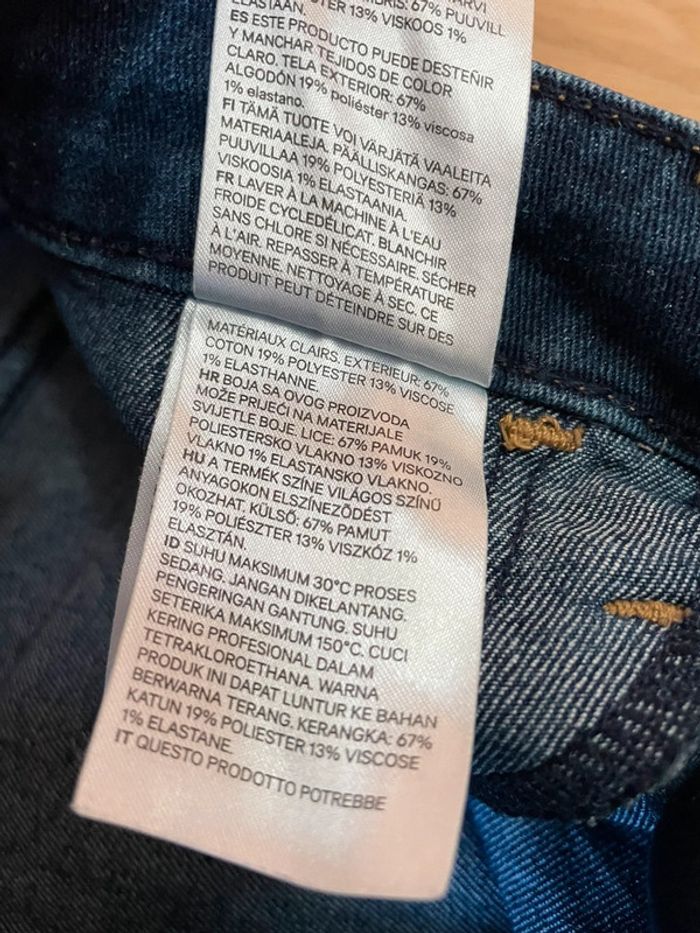 67% PUUVILL
ESTER 13% VISKOOS 1%
ELASTAAN.
ES ESTE PRODUCTO PUEDE DESTEÑIR
Y MANCHAR TEJIDOS DE COLOR
CLARO. TELA EXTERIOR: 67%
ALGODÓN 19% poliéster 13% viscosa
1% elastano.
FI TÄMÄ TUOTE VOI VÄRJÄTÄ VAALEITA
MATERIAALEJA. PÄÄLLISKANGAS: 67%
PUUVILLAA 19% POLYESTERIÄ 13%
VISKOOSIA 1% ELASTAANIA
FR LAVER À LA MACHINE À L'EAU
FROIDE CYCLEDÉLICAT. BLANCHIR
SANS CHLORE SI NÉCESSAIRE. SÉCHER
À L'AIR. REPASSER À TEMPÉRATURE
MOYENNE. NETTOYAGE À SEC. CE
PRODUIT PEUT DÉTEINDRE SUR DES
MATERIAUX CLAIRS. EXTERIEUR: 67%
COTON 19% POLYESTER 13% VISCOSE
1% ELASTHANNE.
HR BOJA SA OVOG PROIZVODA
MOŽE PRIJEĆI NA MATERIJALE
SVIJETLE BOJE. LICE: 67% PAMUK 19%
POLIESTERSKO VLAKNO 13% VISKOZNO
VLAKNO 1% ELASTANSKO VLAKNO.
HU A TERMÉK SZÍNE VILÁGOS SZÍNŰ
ANYAGOKON ELSZÍNEZŐDÉST
OKOZHAT. KÜLSŐ: 67% PAMUT
19% POLIÉSZTER 13% VISZKÓZ 1%
ELASZTÁN.
ID SUHU MAKSIMUM 30°C PROSES
SEDANG. JANGAN DIKELANTANG.
PENGERINGAN GANTUNG. SUHU
SETERIKA MAKSIMUM 150°C. CUCI
KERING PROFESIONAL DALAM
TETRAKLOROETHANA. WARNA
PRODUK INI DAPAT LUNTUR KE BAHAN
BERWARNA TERANG. KERANGKA: 67%
KATUN 19% POLIESTER 13% VISCOSE
1% ELASTANE.
IT QUESTO PRODOTTO POTREBBE